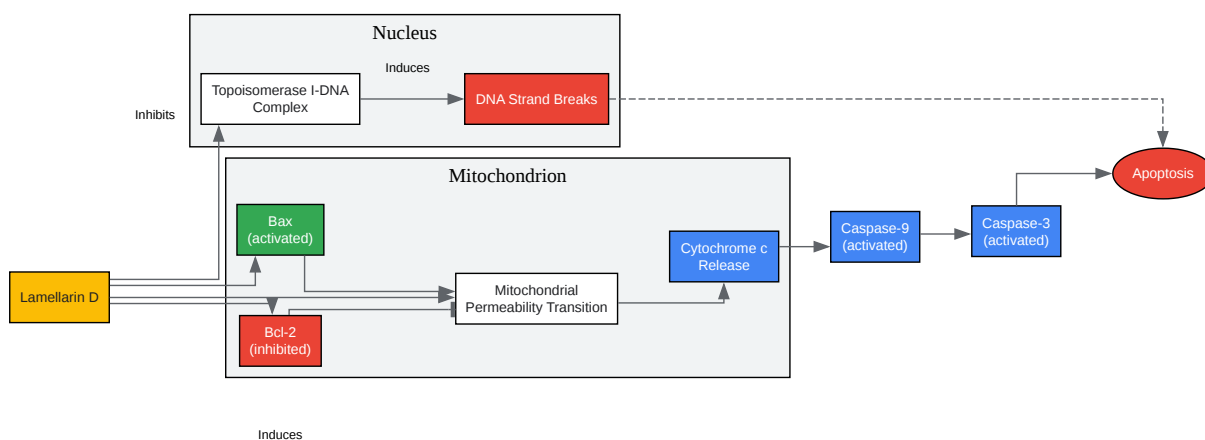 Nucleus
Induces
Topoisomerase I-DNA
Complex
DNA Strand Breaks
Inhibits
Mitochondrion
Apoptosis
Bax
(activated)
Caspase-9
(activated)
Caspase-3
(activated)
Cytochrome c
Release
Lamellarin D
Mitochondrial
Permeability Transition
Bcl-2
(inhibited)
Induces